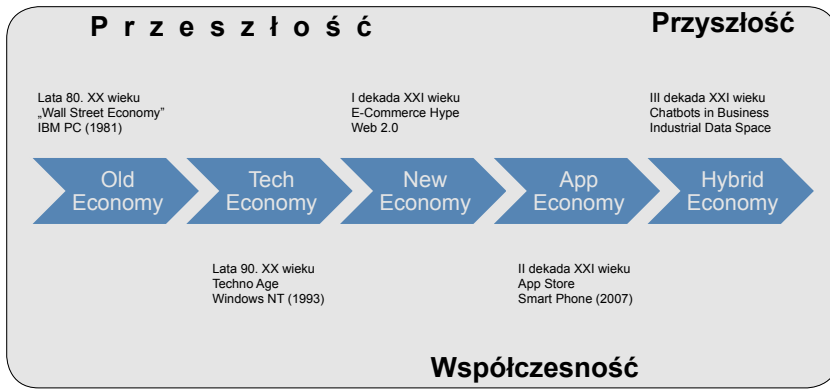 P r z e s z ł o ś ć
Przyszłość
Lata 80. XX wieku
„Wall Street Economy”
IBM PC (1981)
I dekada XXI wieku
E-Commerce Hype
Web 2.0
III dekada XXI wieku
Chatbots in Business
Industrial Data Space
Old
Economy
Tech
Economy
New
Economy
App
Economy
Hybrid
Economy
Lata 90. XX wieku
Techno Age
Windows NT (1993)
II dekada XXI wieku
App Store
Smart Phone (2007)
Współczesność